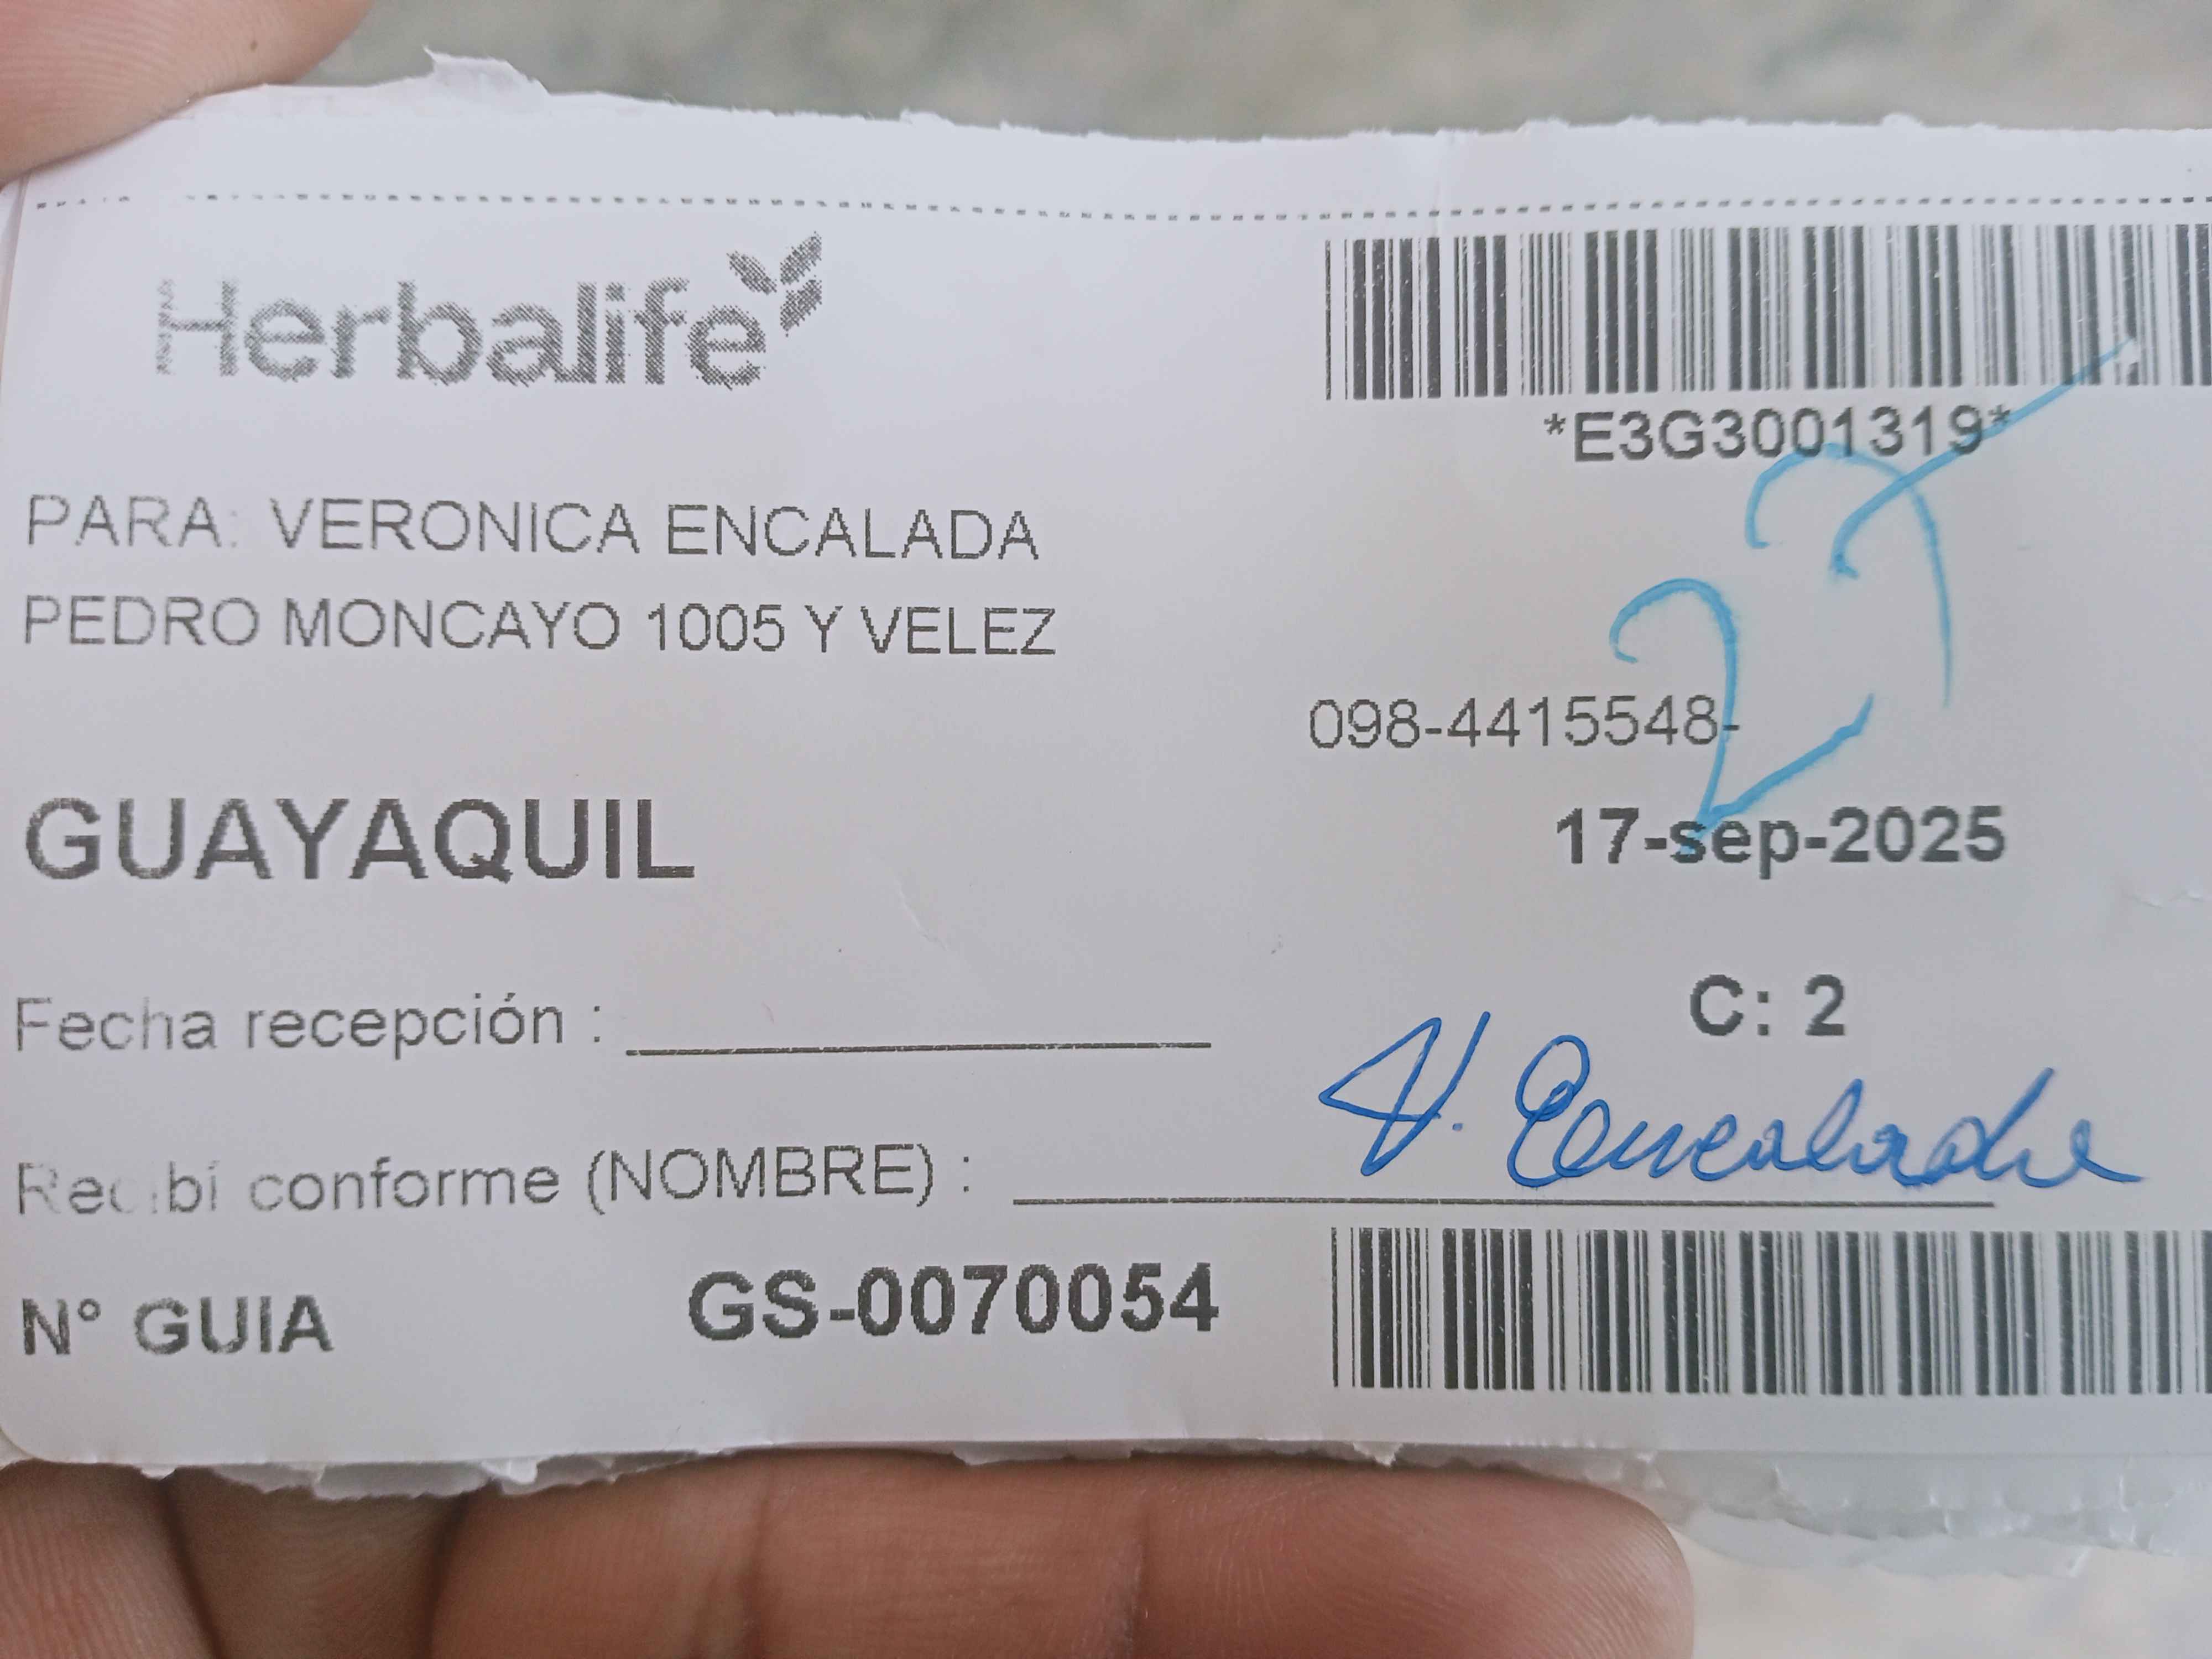 Herbalife
*E3G3001319*
PARA: VERONICA ENCALADA
PEDRO MONCAYO 1005 Y VELEZ
098-4415548-
GUAYAQUIL
17-sep-2025
C: 2
Fecha recepción :
Recibí conforme (NOMBRE) : V. Encalada
N° GUIA GS-0070054